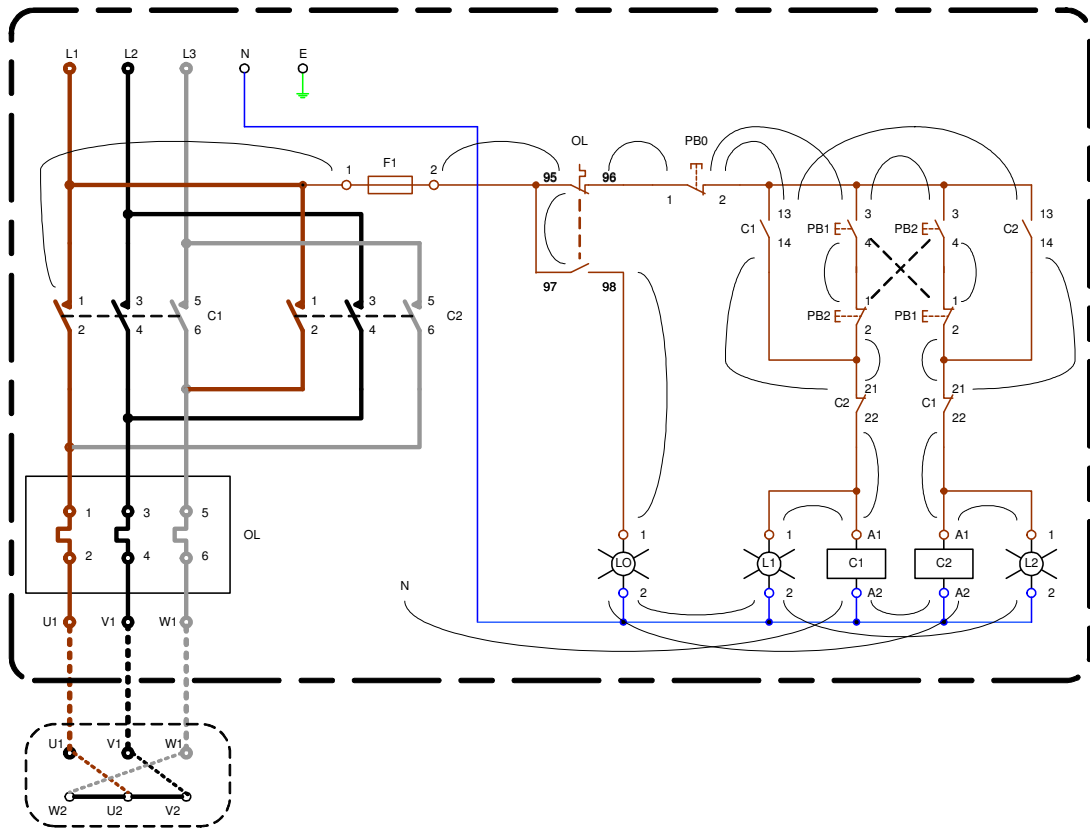 L1 L2 L3 N E
OL PB0
1 F1 2 95 96
1 2
13 3 3 13
C1 PB1 PB2 C2
14 4 4 14
97 98
1 3 5 1 3 5
C1 C2
2 4 6 2 4 6
1 1
PB2 PB1
2 2
21 21
C2 C1
22 22
1 3 5
OL
2 4 6
1 1 A1 A1 1
LO L1 C1 C2 L2
2 2 A2 A2 2
N
U1 V1 W1
U1 V1 W1
W2 U2 V2